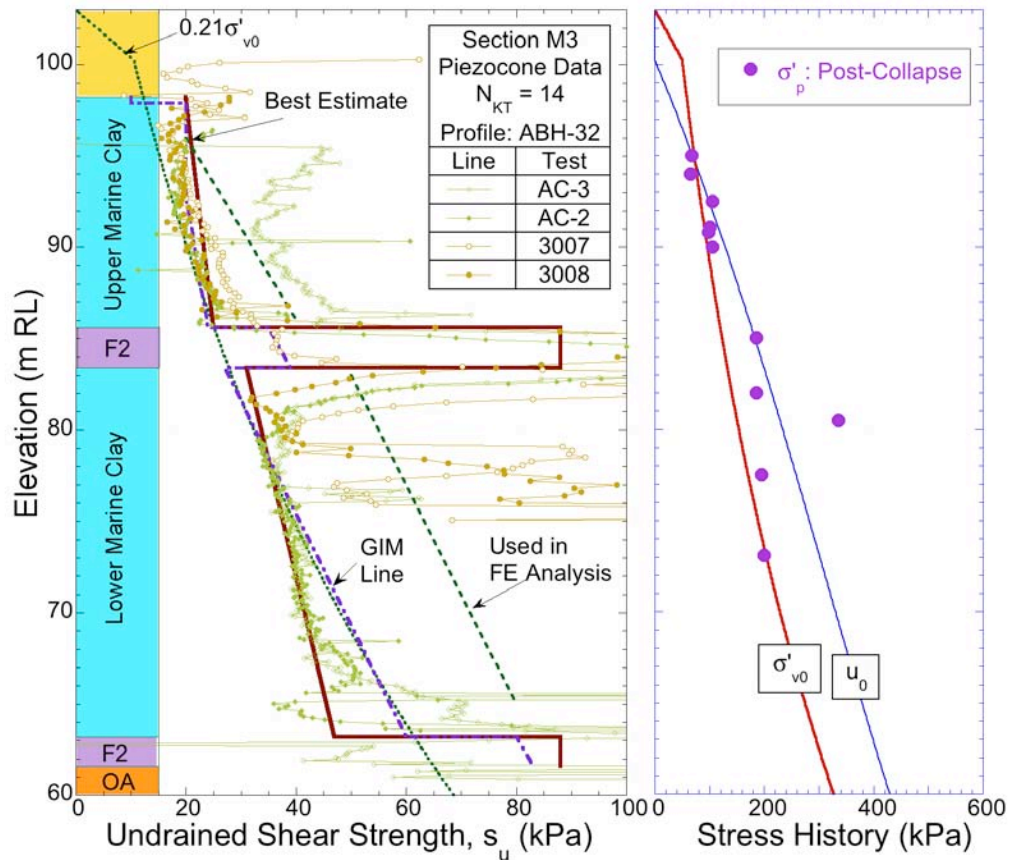 0.21σ'v0
Section M3
Piezocone Data
NKT = 14
Profile: ABH-32
Line Test
AC-3
AC-2
3007
3008
Best Estimate
GIM
Line
Used in
FE Analysis
Upper Marine Clay
F2
Lower Marine Clay
F2
OA
Elevation (m RL)
100
90
80
70
60
0 20 40 60 80 100
Undrained Shear Strength, su (kPa)
σ'p : Post-Collapse
σ'v0
u0
0 200 400 600
Stress History (kPa)